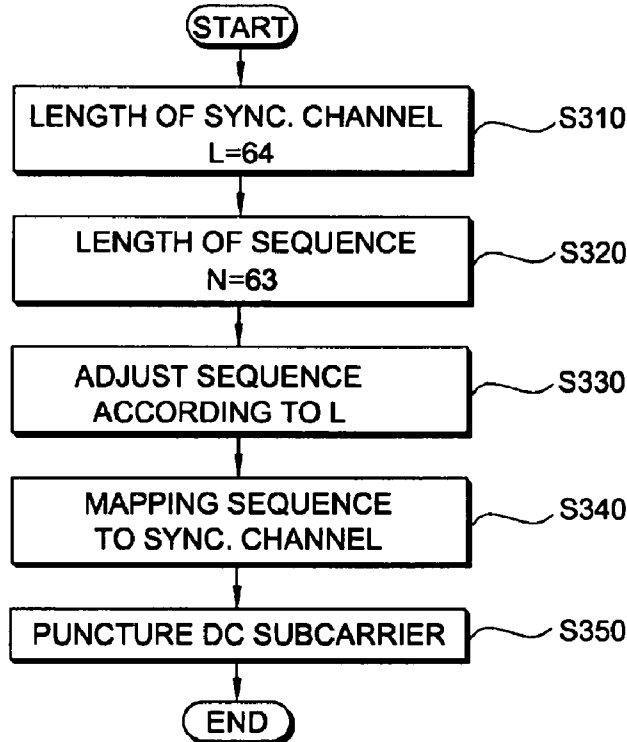 START
LENGTH OF SYNC. CHANNEL
L=64
S310
LENGTH OF SEQUENCE
N=63
S320
ADJUST SEQUENCE
ACCORDING TO L
S330
MAPPING SEQUENCE
TO SYNC. CHANNEL
S340
PUNCTURE DC SUBCARRIER
S350
END